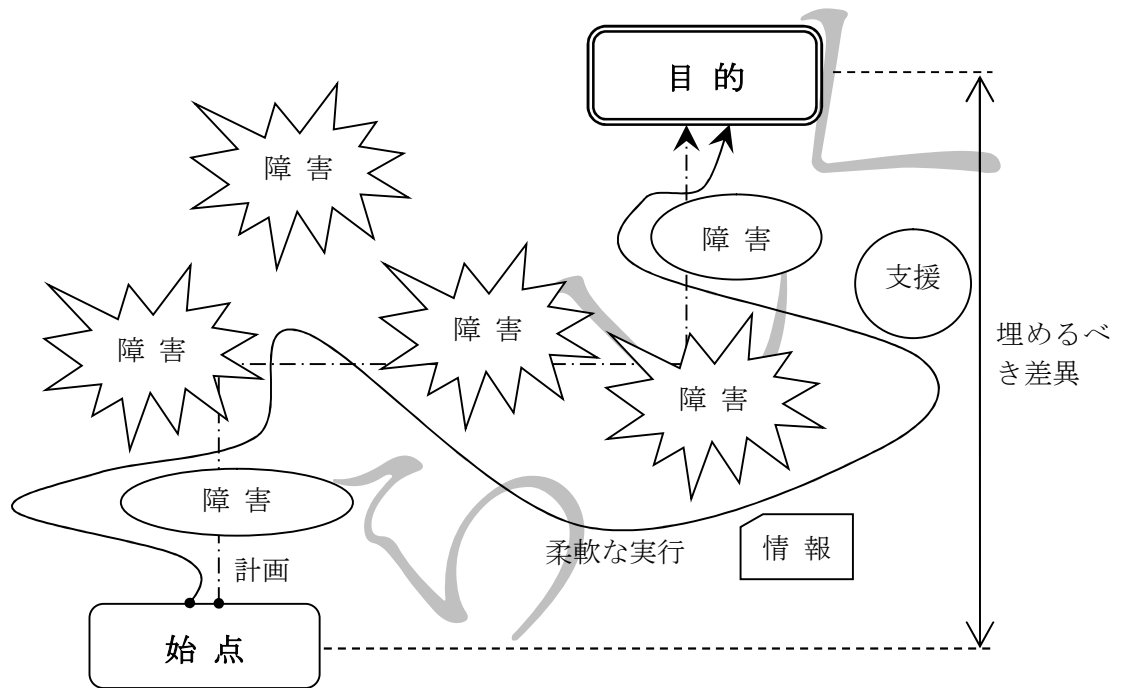 目 的
障 害
障 害
支援
障 害
障 害
埋めるべ
き差異
障 害
障 害
柔軟な実行
情 報
計画
始 点